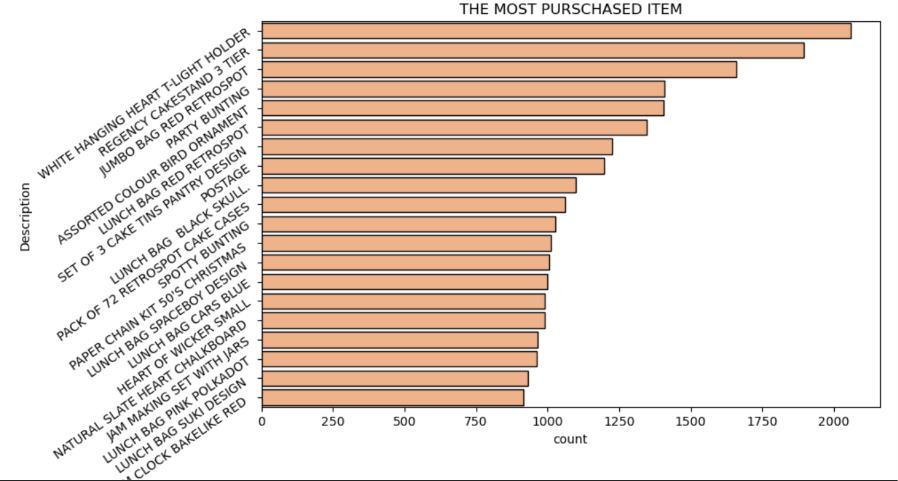 THE MOST PURSCHASED ITEM
WHITE HANGING HEART T-LIGHT HOLDER
REGENCY CAKESTAND 3 TIER
JUMBO BAG RED RETROSPOT
PARTY BUNTING
ASSORTED COLOUR BIRD ORNAMENT
LUNCH BAG RED RETROSPOT
SET OF 3 CAKE TINS PANTRY DESIGN
POSTAGE
LUNCH BAG  BLACK SKULL.
PACK OF 72 RETROSPOT CAKE CASES
SPOTTY BUNTING
PAPER CHAIN KIT 50'S CHRISTMAS
LUNCH BAG SPACEBOY DESIGN
LUNCH BAG CARS BLUE
HEART OF WICKER SMALL
NATURAL SLATE HEART CHALKBOARD
JAM MAKING SET WITH JARS
LUNCH BAG PINK POLKADOT
LUNCH BAG SUKI DESIGN
CLOCK BAKELIKE RED
Description
0 250 500 750 1000 1250 1500 1750 2000
count